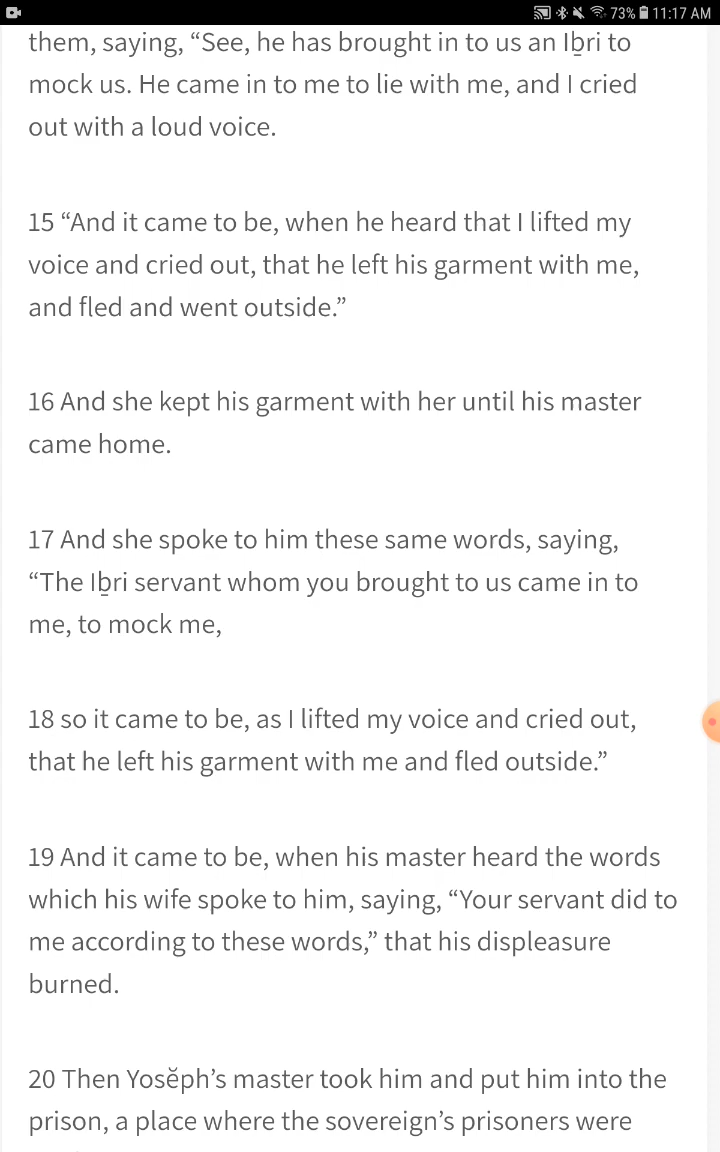 73% 11:17 AM
them, saying, “See, he has brought in to us an Iḇri to
mock us. He came in to me to lie with me, and I cried
out with a loud voice.
15 “And it came to be, when he heard that I lifted my
voice and cried out, that he left his garment with me,
and fled and went outside.”
16 And she kept his garment with her until his master
came home.
17 And she spoke to him these same words, saying,
“The Iḇri servant whom you brought to us came in to
me, to mock me,
18 so it came to be, as I lifted my voice and cried out,
that he left his garment with me and fled outside.”
19 And it came to be, when his master heard the words
which his wife spoke to him, saying, “Your servant did to
me according to these words,” that his displeasure
burned.
20 Then Yosĕph’s master took him and put him into the
prison, a place where the sovereign’s prisoners were